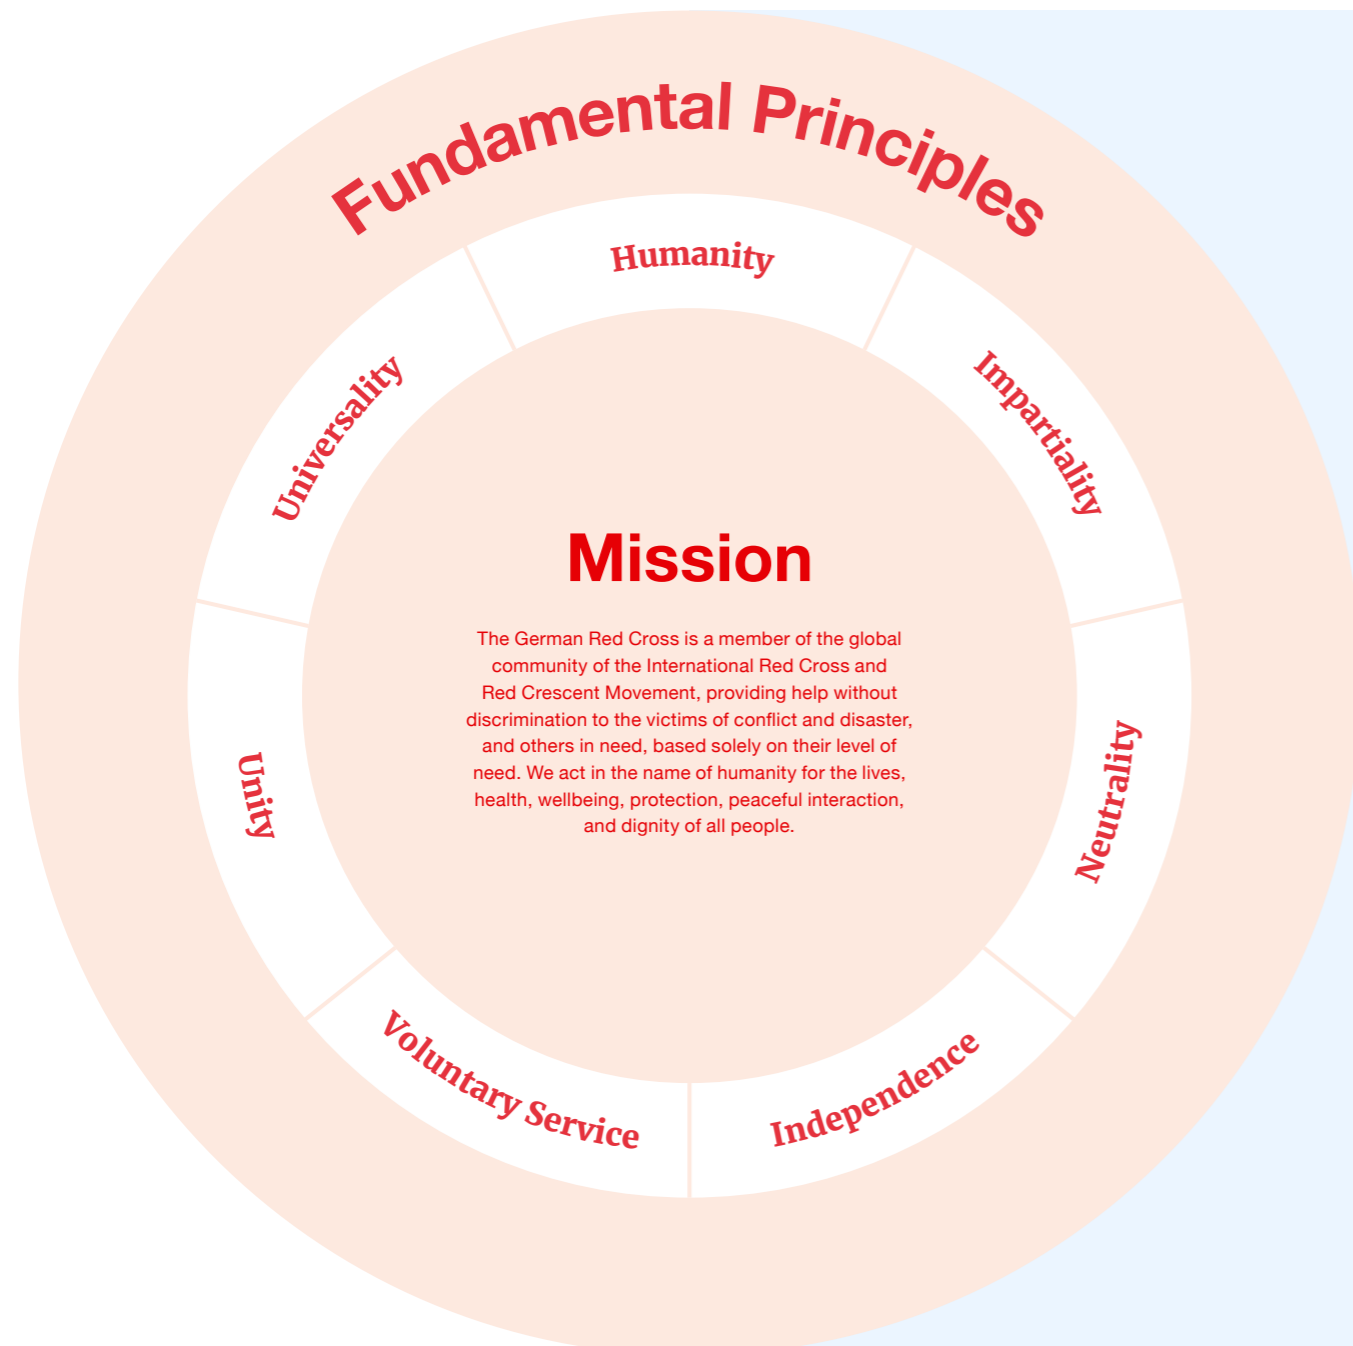 Fundamental Principles
Humanity
Impartiality
Neutrality
Independence
Voluntary Service
Unity
Universality
Mission
The German Red Cross is a member of the global
community of the International Red Cross and
Red Crescent Movement, providing help without
discrimination to the victims of conflict and disaster,
and others in need, based solely on their level of
need. We act in the name of humanity for the lives,
health, wellbeing, protection, peaceful interaction,
and dignity of all people.